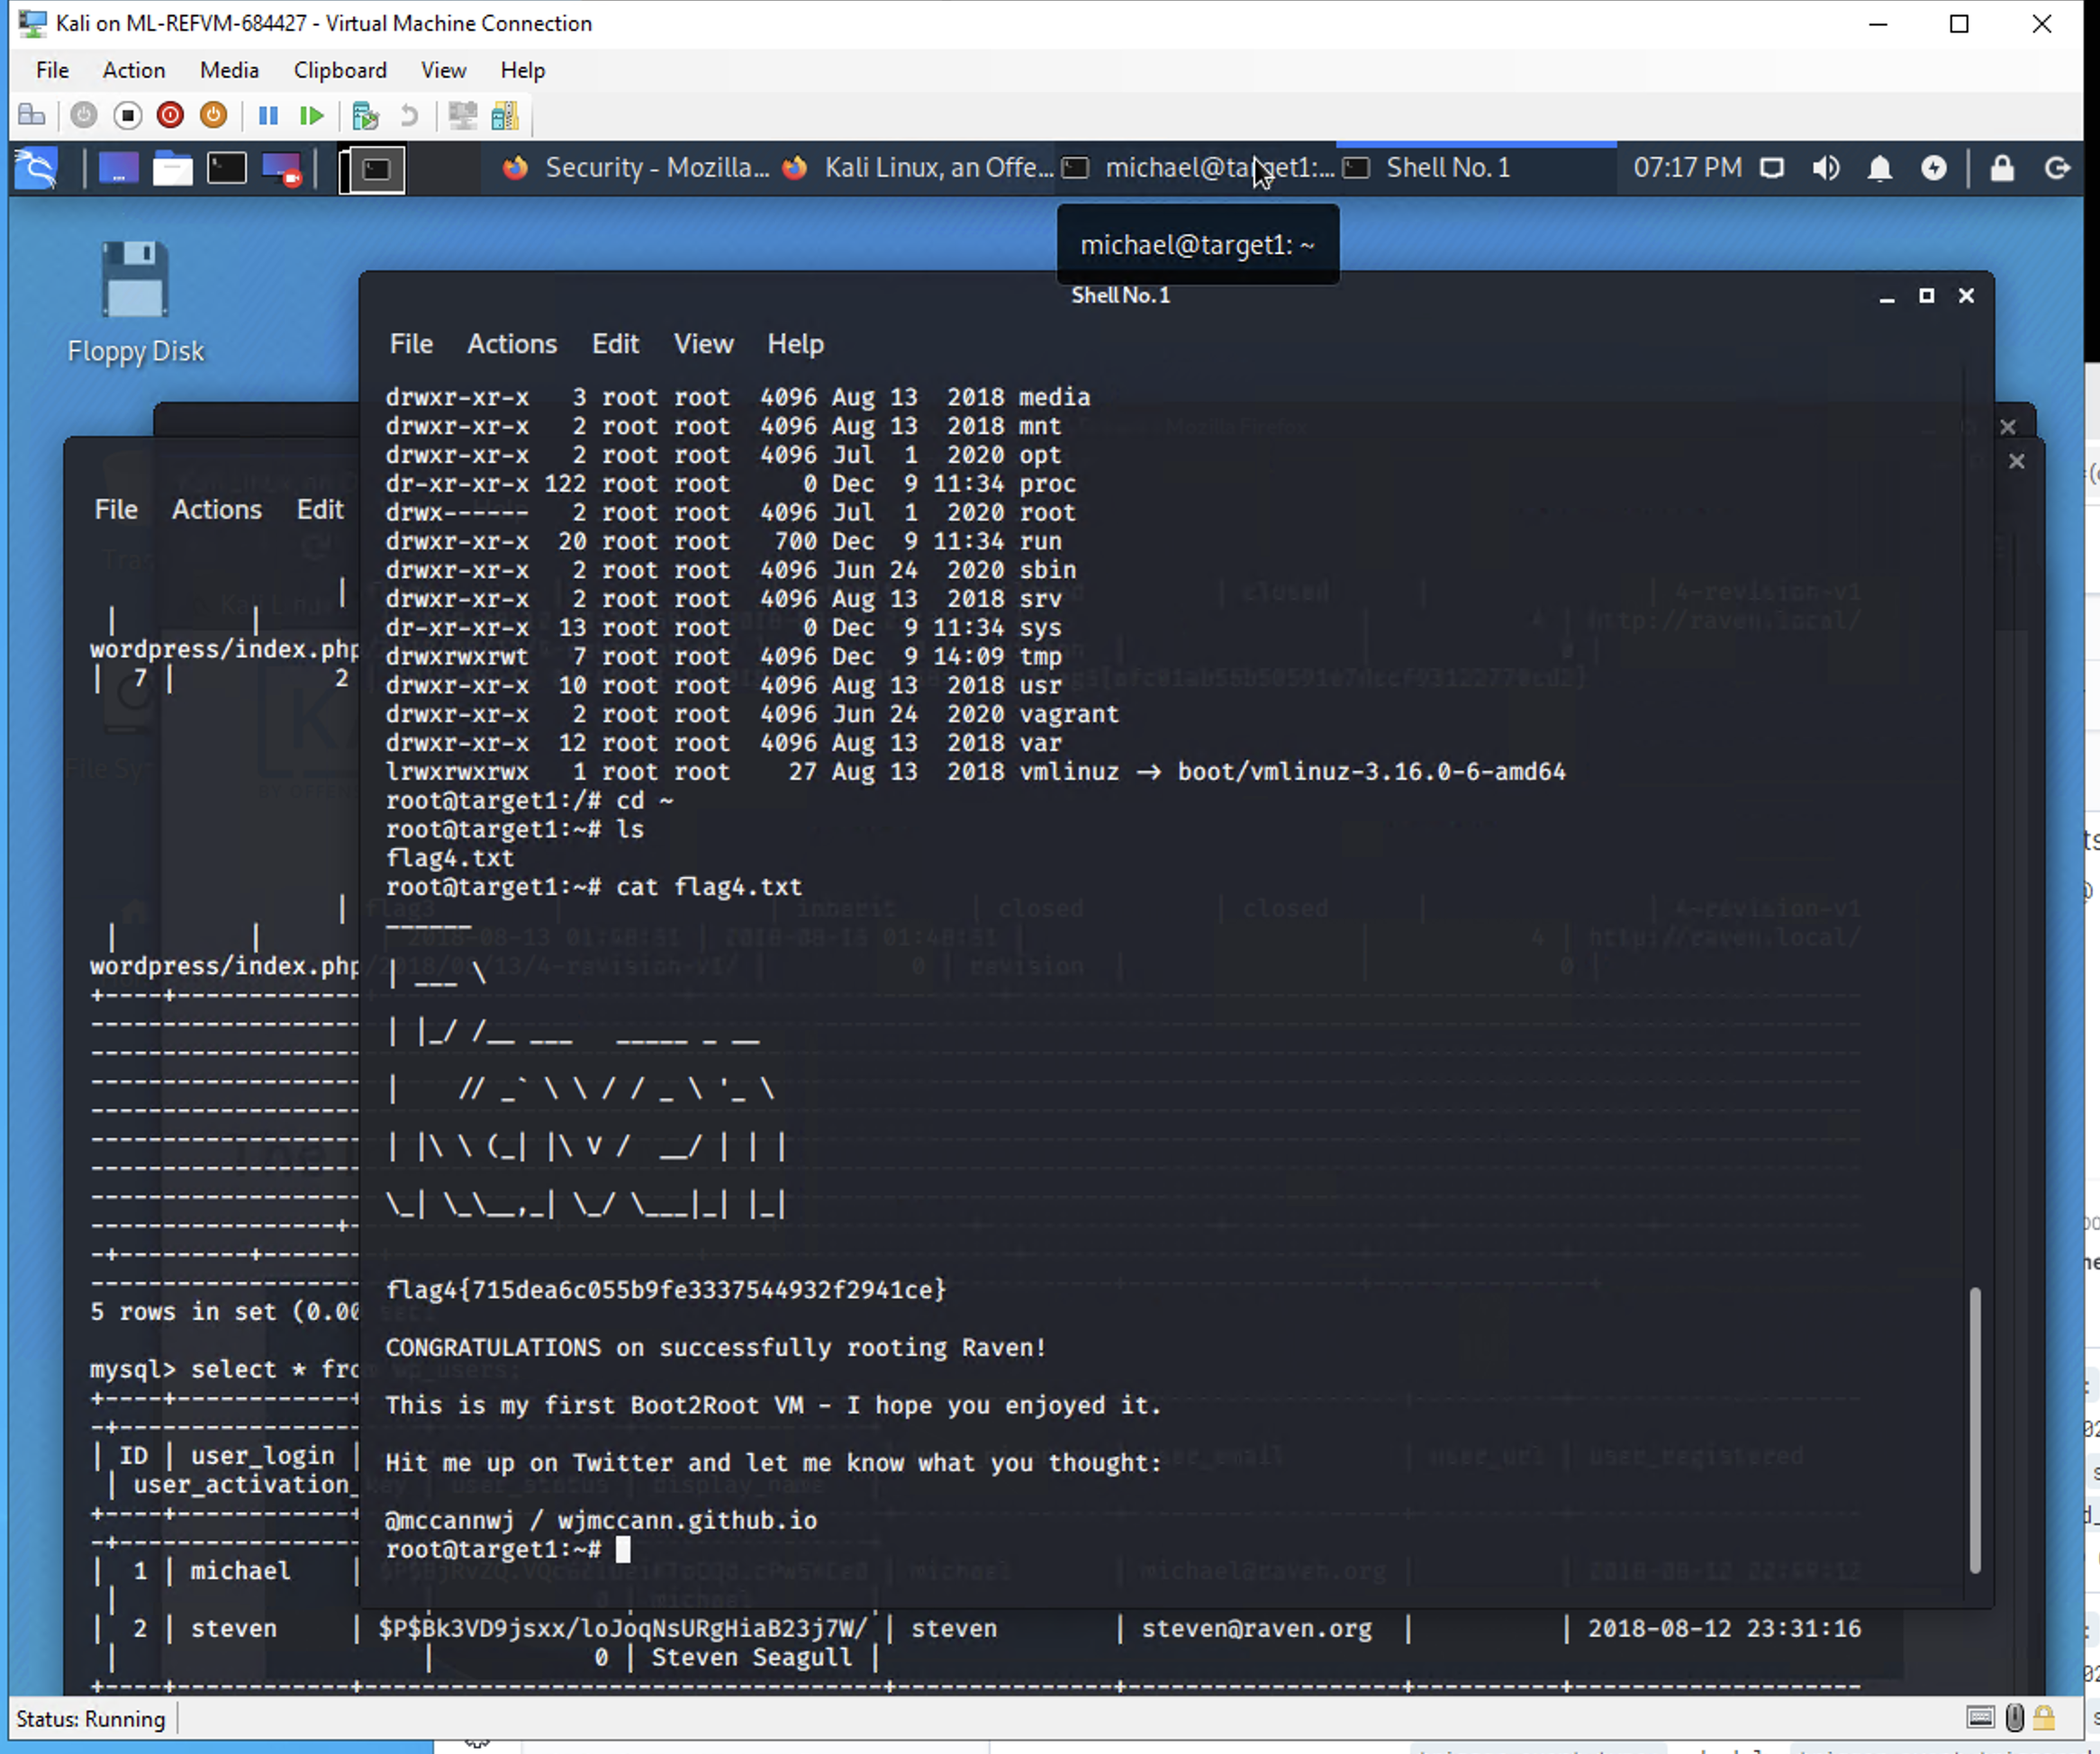 Kali on ML-REFVM-684427 - Virtual Machine Connection
File Action Media Clipboard View Help
Security - Mozilla... Kali Linux, an Offe... michael@target1:... Shell No. 1 07:17 PM
michael@target1: ~
Floppy Disk
Shell No.1
File Actions Edit View Help
drwxr-xr-x 3 root root 4096 Aug 13 2018 media
drwxr-xr-x 2 root root 4096 Aug 13 2018 mnt
drwxr-xr-x 2 root root 4096 Jul 1 2020 opt
dr-xr-xr-x 122 root root 0 Dec 9 11:34 proc
drwx------ 2 root root 4096 Jul 1 2020 root
drwxr-xr-x 20 root root 700 Dec 9 11:34 run
drwxr-xr-x 2 root root 4096 Jun 24 2020 sbin
drwxr-xr-x 2 root root 4096 Aug 13 2018 srv
dr-xr-xr-x 13 root root 0 Dec 9 11:34 sys
drwxrwxrwt 7 root root 4096 Dec 9 14:09 tmp
drwxr-xr-x 10 root root 4096 Aug 13 2018 usr
drwxr-xr-x 2 root root 4096 Jun 24 2020 vagrant
drwxr-xr-x 12 root root 4096 Aug 13 2018 var
lrwxrwxrwx 1 root root 27 Aug 13 2018 vmlinuz → boot/vmlinuz-3.16.0-6-amd64
root@target1:/# cd ~
root@target1:~# ls
flag4.txt
root@target1:~# cat flag4.txt
______
| ___ \
| |_/ /__ ___   _____ _ __
|    // _` \ \ / / _ \ '_ \
| |\ \ (_| |\ V /  __/ | | |
\_| \_\__,_| \_/ \___|_| |_|
flag4{715dea6c055b9fe3337544932f2941ce}
CONGRATULATIONS on successfully rooting Raven!
This is my first Boot2Root VM - I hope you enjoyed it.
Hit me up on Twitter and let me know what you thought:
@mccannwj / wjmccann.github.io
root@target1:~#
File Actions Edit
wordpress/index.php
| 7 | 2
wordpress/index.php
5 rows in set (0.00
mysql> select * from wp_users;
| ID | user_login |
| user_activation_key | user_status | display_name
| 1 | michael |
| 2 | steven | $P$Bk3VD9jsxx/loJoqNsURgHiaB23j7W/ | steven | steven@raven.org | | 2018-08-12 23:31:16
| | 0 | Steven Seagull |
Status: Running